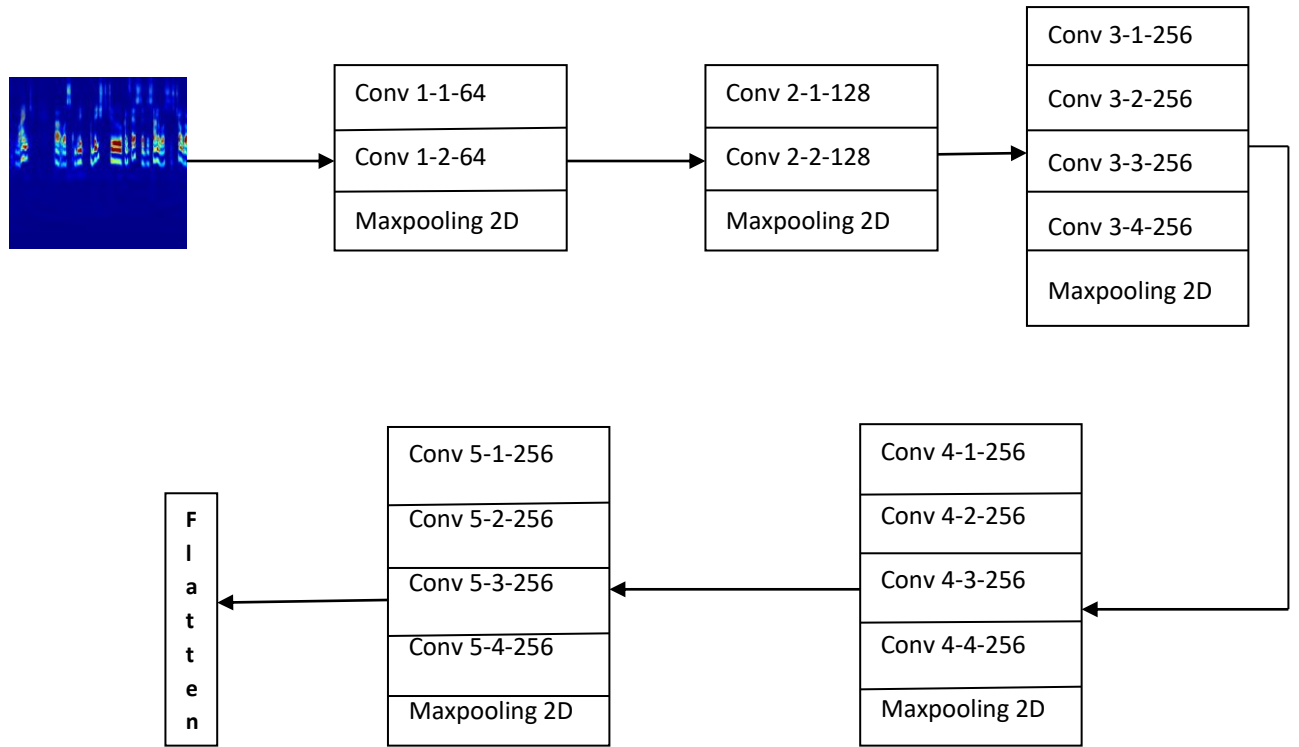 Conv 1-1-64
Conv 1-2-64
Maxpooling 2D
Conv 2-1-128
Conv 2-2-128
Maxpooling 2D
Conv 3-1-256
Conv 3-2-256
Conv 3-3-256
Conv 3-4-256
Maxpooling 2D
Conv 4-1-256
Conv 4-2-256
Conv 4-3-256
Conv 4-4-256
Maxpooling 2D
Conv 5-1-256
Conv 5-2-256
Conv 5-3-256
Conv 5-4-256
Maxpooling 2D
F
l
a
t
t
e
n